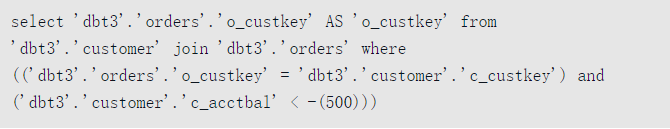 select 'dbt3'.'orders'.'o_custkey' AS 'o_custkey' from
'dbt3'.'customer' join 'dbt3'.'orders' where
(('dbt3'.'orders'.'o_custkey' = 'dbt3'.'customer'.'c_custkey') and
('dbt3'.'customer'.'c_acctbal' < -(500)))